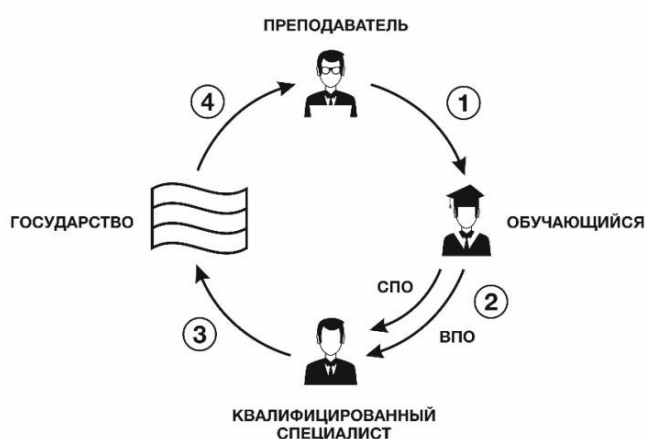 ПРЕПОДАВАТЕЛЬ
4
1
ГОСУДАРСТВО
ОБУЧАЮЩИЙСЯ
СПО
2
3
ВПО
КВАЛИФИЦИРОВАННЫЙ
СПЕЦИАЛИСТ